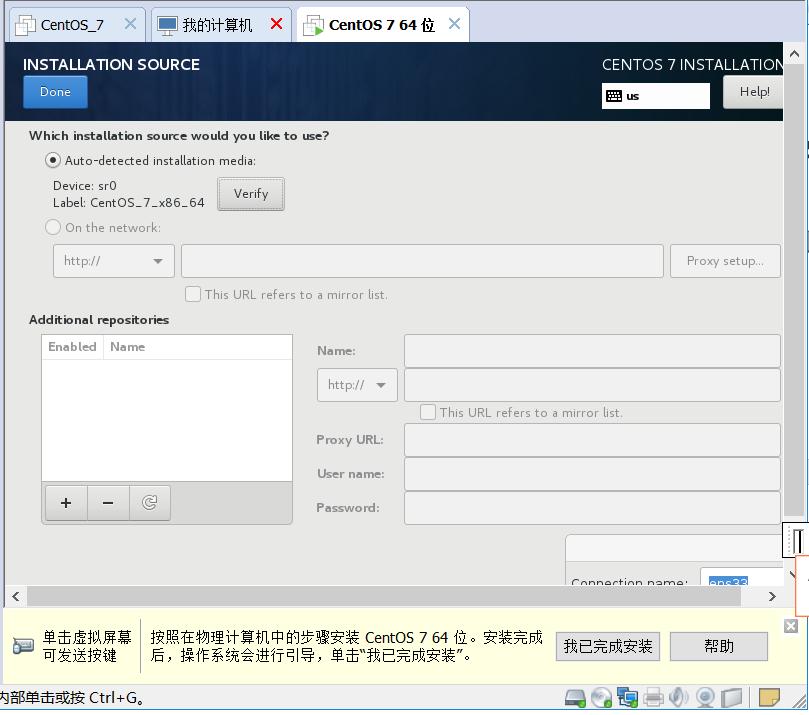 CentOS_7
我的计算机
CentOS 7 64 位
INSTALLATION SOURCE
CENTOS 7 INSTALLATION
Done
us
Help!
Which installation source would you like to use?
Auto-detected installation media:
Device: sr0
Label: CentOS_7_x86_64
Verify
On the network:
http://
Proxy setup...
This URL refers to a mirror list.
Additional repositories
Enabled
Name
Name:
http://
This URL refers to a mirror list.
Proxy URL:
User name:
Password:
Connection name:
ens33
单击虚拟屏幕
可发送按键
按照在物理计算机中的步骤安装 CentOS 7 64 位。安装完成
后，操作系统会进行引导，单击“我已完成安装”。
我已完成安装
帮助
内部单击或按 Ctrl+G。